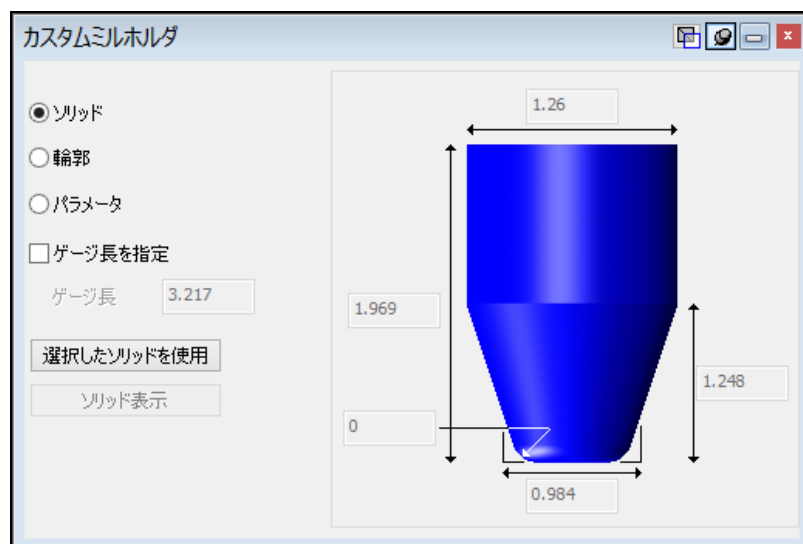 カスタムミルホルダ
ソリッド
輪郭
パラメータ
ゲージ長を指定
ゲージ長 3.217
選択したソリッドを使用
ソリッド表示
1.26
1.969
1.248
0
0.984